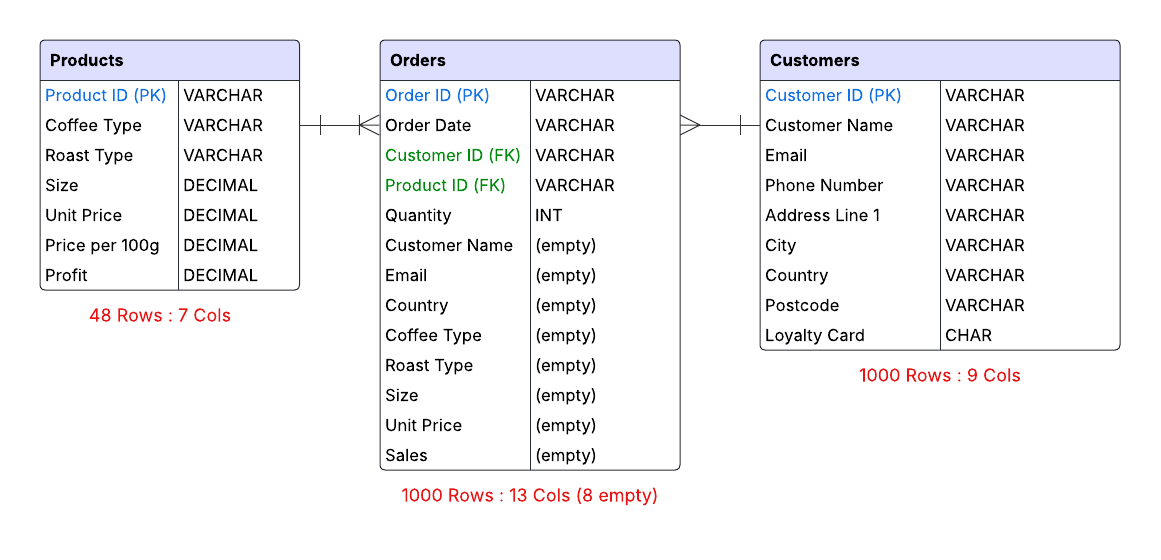 Products
Product ID (PK) VARCHAR
Coffee Type VARCHAR
Roast Type VARCHAR
Size DECIMAL
Unit Price DECIMAL
Price per 100g DECIMAL
Profit DECIMAL
48 Rows : 7 Cols
Orders
Order ID (PK) VARCHAR
Order Date VARCHAR
Customer ID (FK) VARCHAR
Product ID (FK) VARCHAR
Quantity INT
Customer Name (empty)
Email (empty)
Country (empty)
Coffee Type (empty)
Roast Type (empty)
Size (empty)
Unit Price (empty)
Sales (empty)
1000 Rows : 13 Cols (8 empty)
Customers
Customer ID (PK) VARCHAR
Customer Name VARCHAR
Email VARCHAR
Phone Number VARCHAR
Address Line 1 VARCHAR
City VARCHAR
Country VARCHAR
Postcode VARCHAR
Loyalty Card CHAR
1000 Rows : 9 Cols